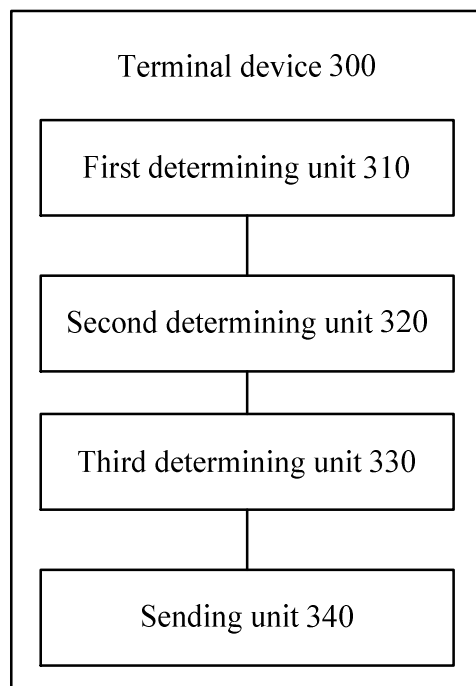 Terminal device 300
First determining unit 310
Second determining unit 320
Third determining unit 330
Sending unit 340